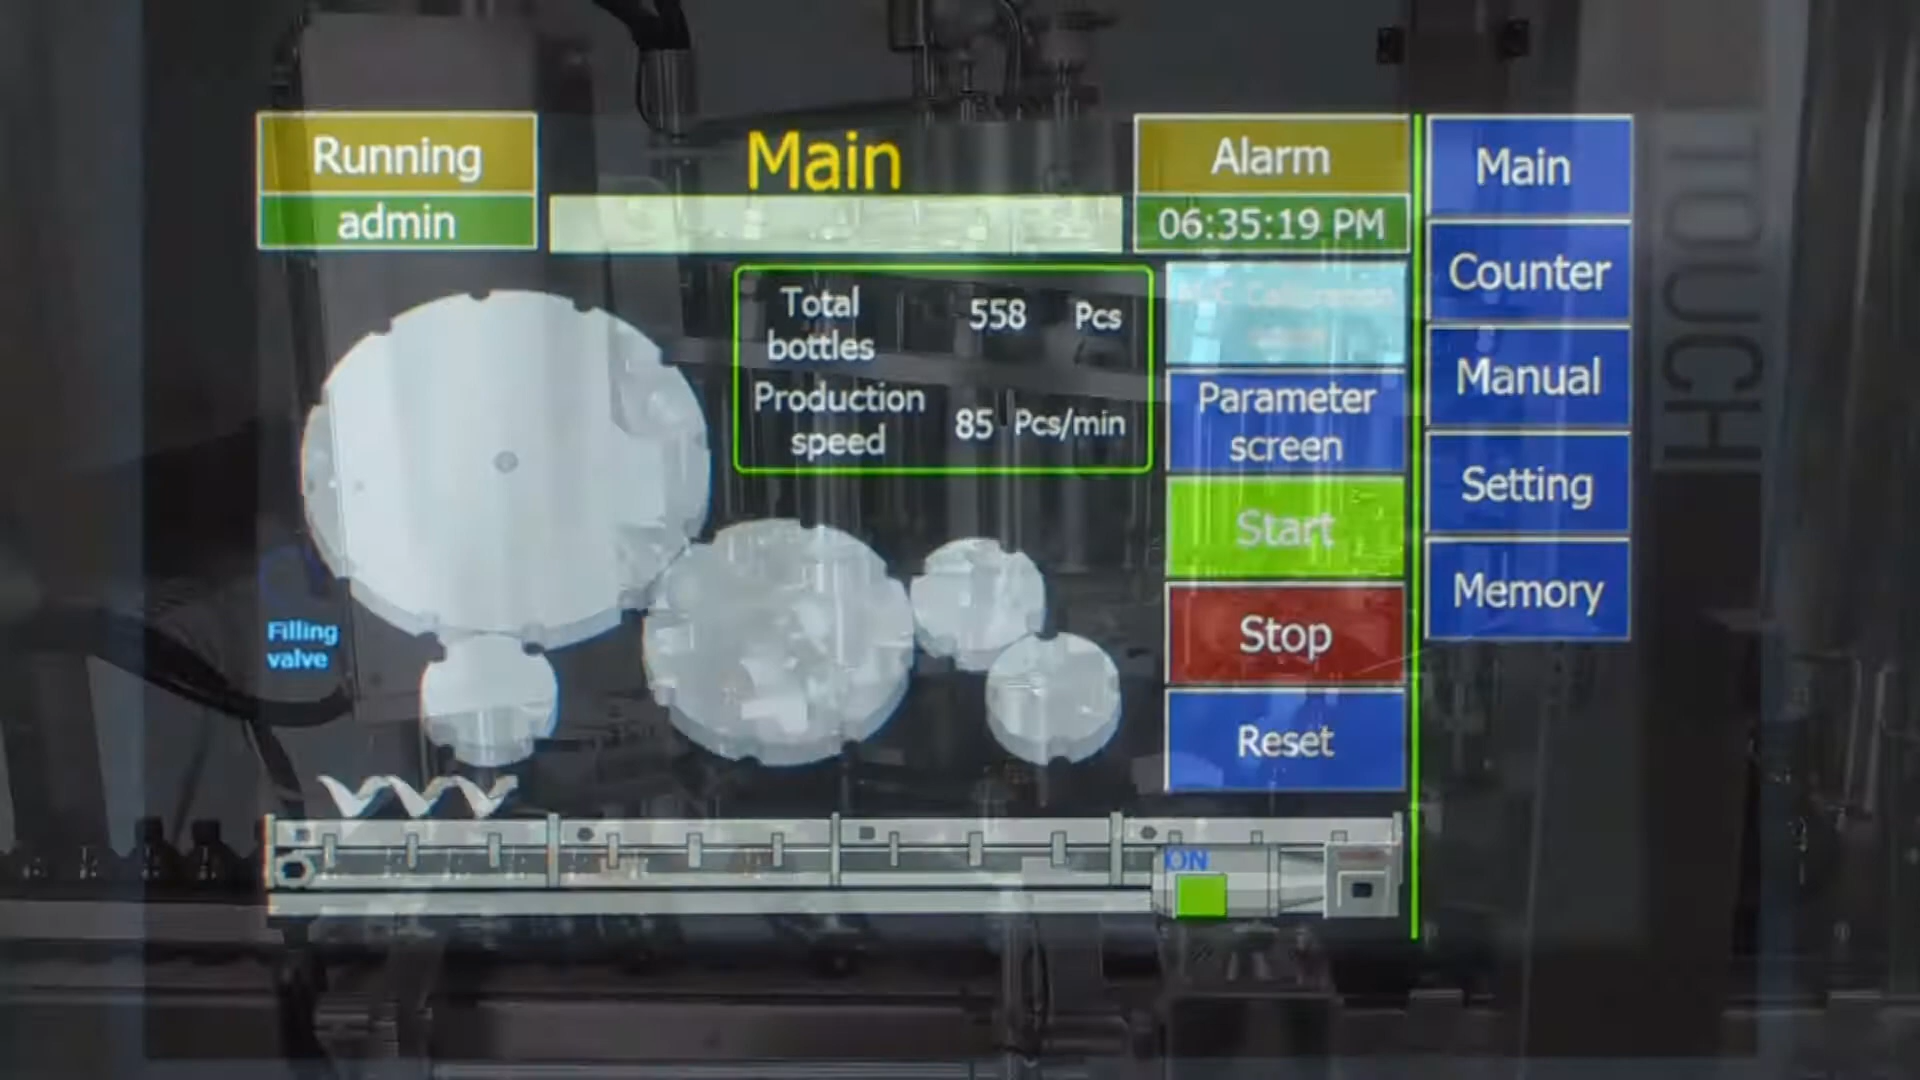 Running
Main
Alarm
admin
06:35:19 PM
Main
Counter
Manual
Setting
Memory
Total
bottles
558
Pcs
Production
speed
85
Pcs/min
Parameter
screen
Start
Stop
Reset
Filling
valve
ON
TOUCH